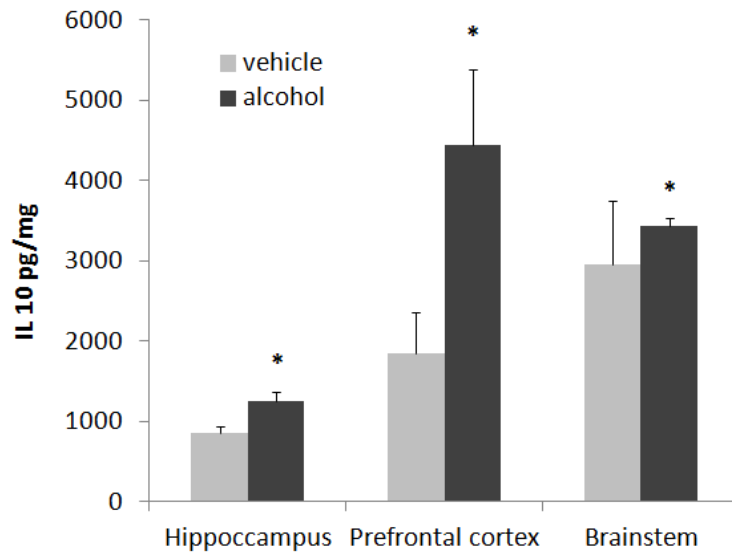 6000
5000
4000
3000
2000
1000
0
IL 10 pg/mg
vehicle
alcohol
*
*
*
Hippoccampus Prefrontal cortex Brainstem